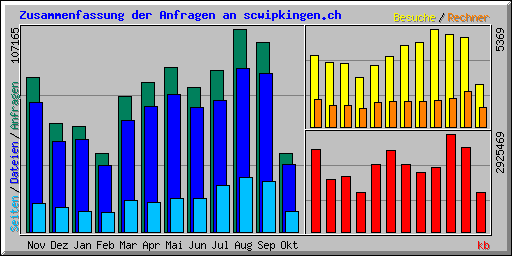 Zusammenfassung der Anfragen an scwipkingen.ch
Besuche / Rechner
107165
5369
Seiten / Dateien / Anfragen
2925469
Nov Dez Jan Feb Mar Apr Mai Jun Jul Aug Sep Okt
kb